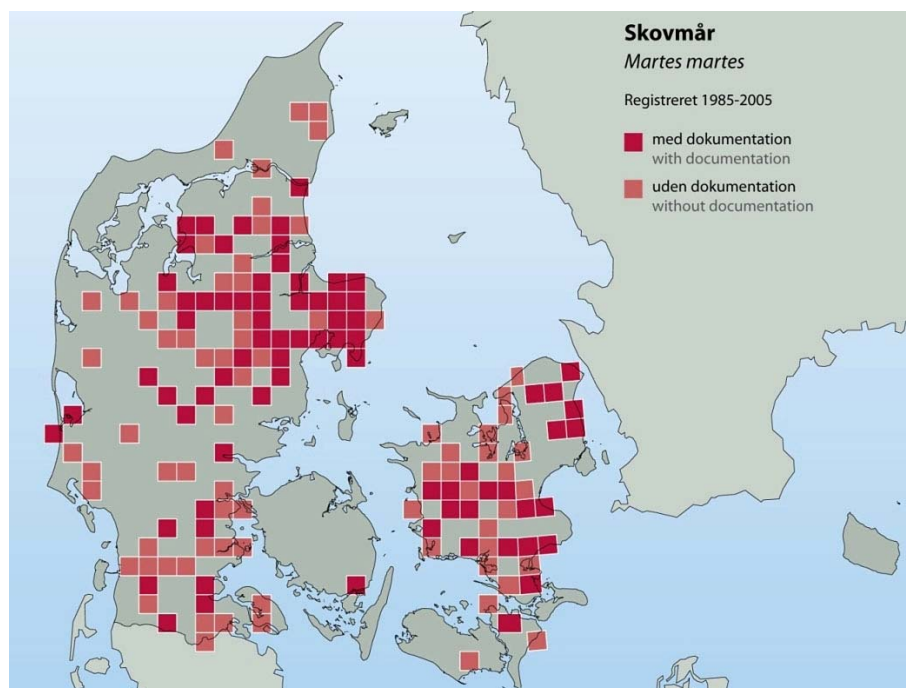 Skovmår
Martes martes
Registreret 1985-2005
med dokumentation
with documentation
uden dokumentation
without documentation